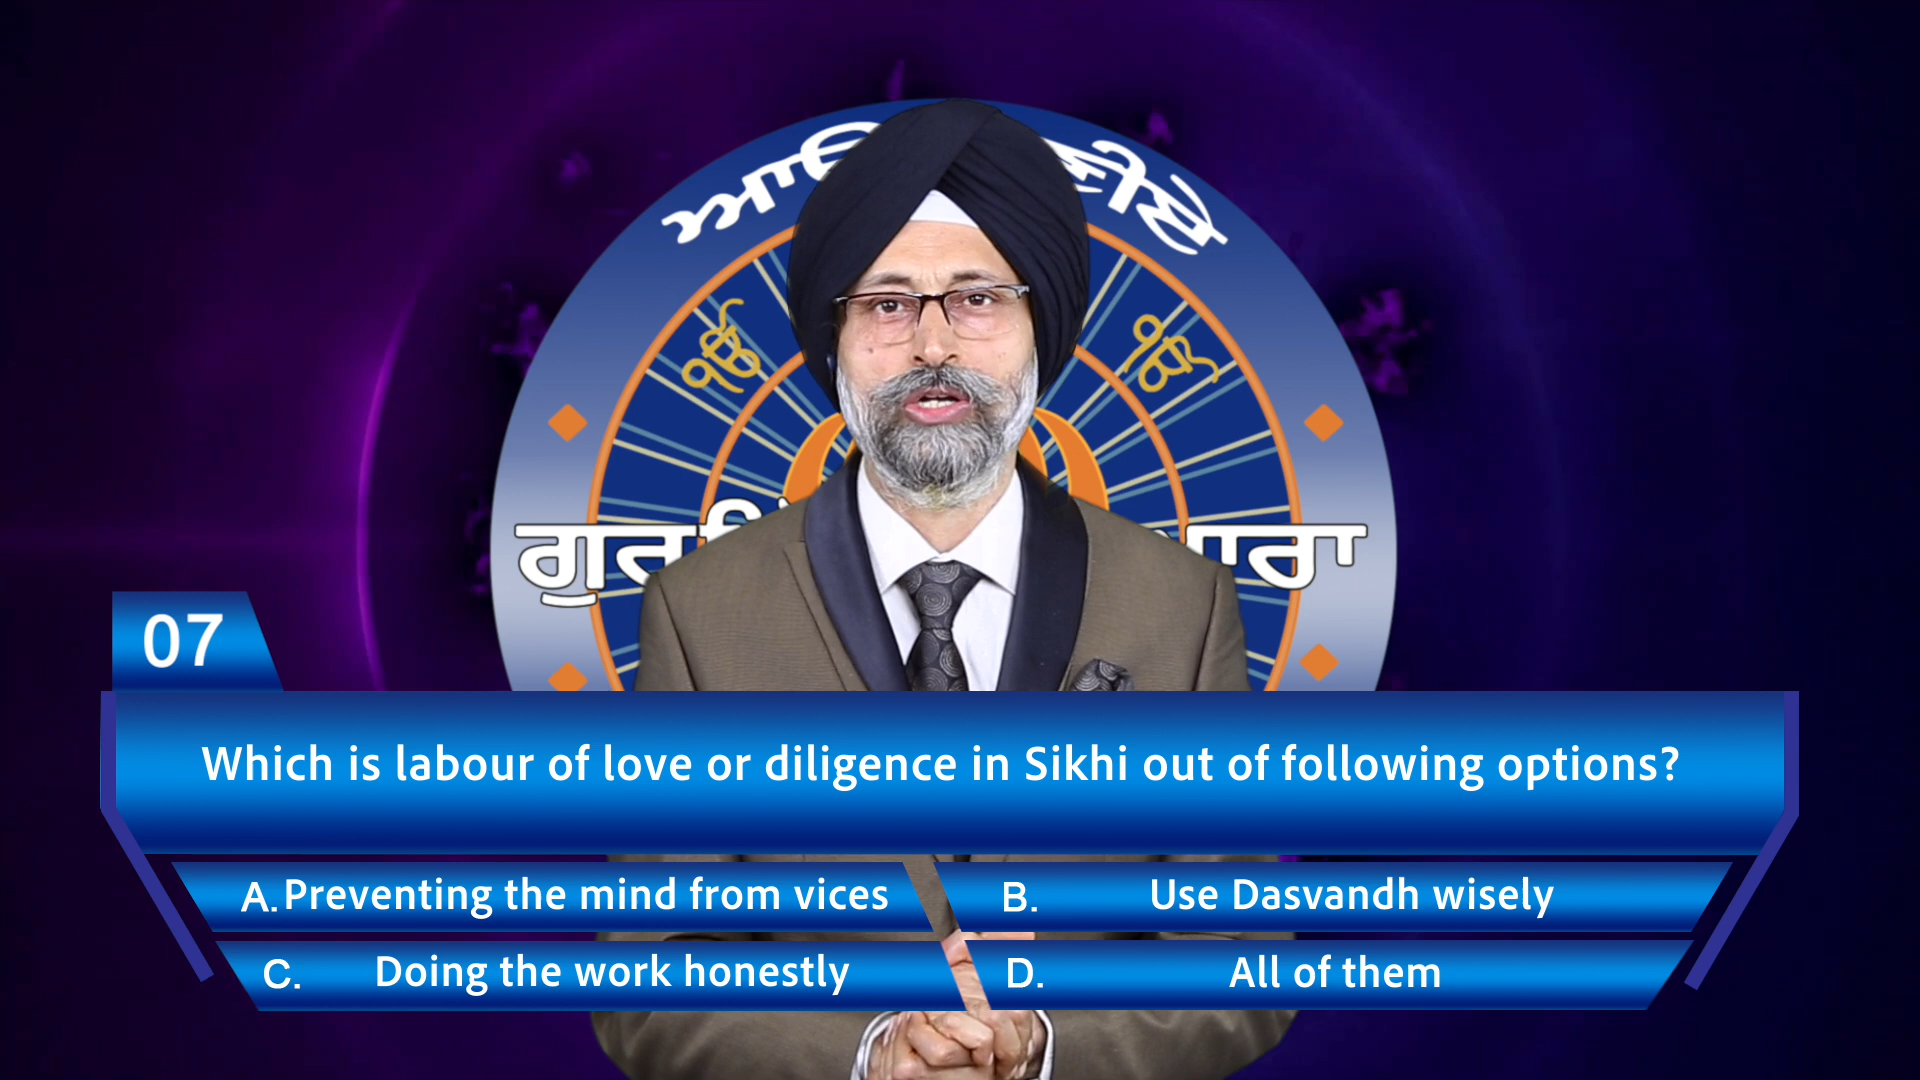 ੴ
ੴ
07
Which is labour of love or diligence in Sikhi out of following options?
A. Preventing the mind from vices
B. Use Dasvandh wisely
C. Doing the work honestly
D. All of them